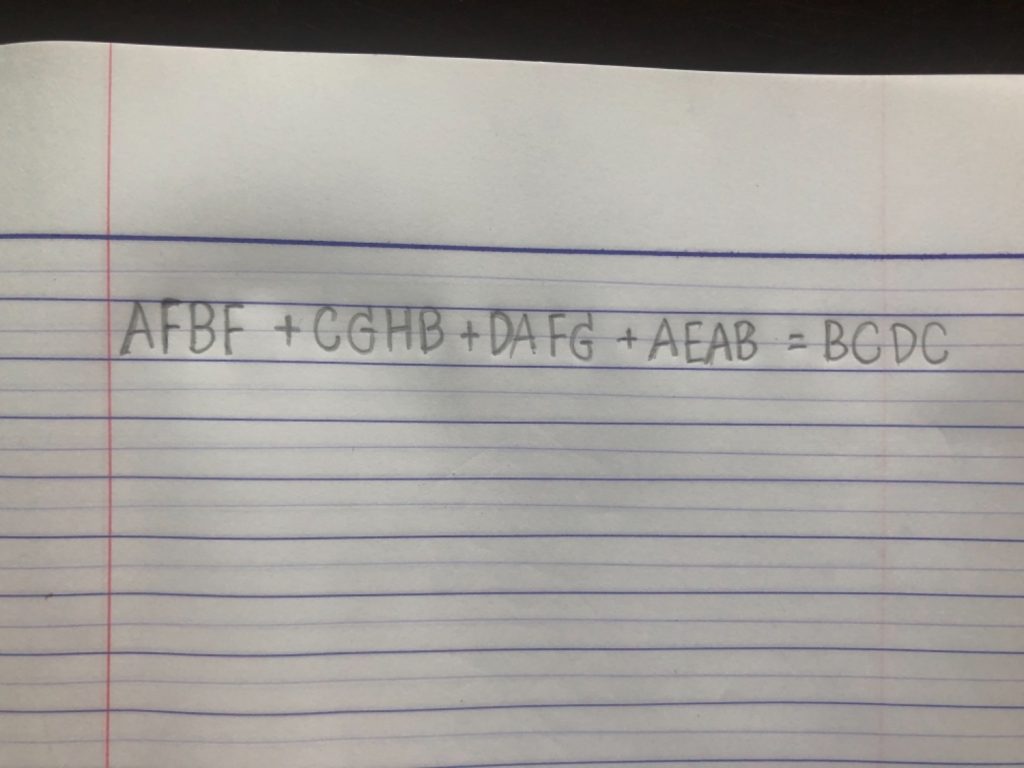 AFBF + CGHB + DAFG + AEAB = BCDC